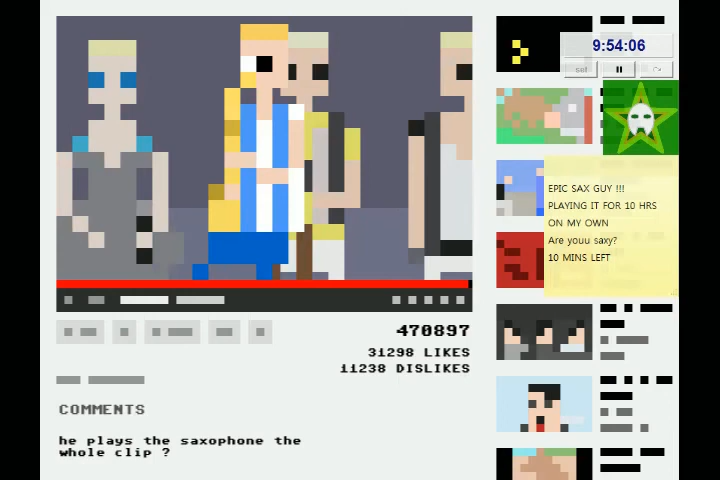 9:54:06
set
EPIC SAX GUY !!!
PLAYING IT FOR 10 HRS
ON MY OWN
Are youu saxy?
10 MINS LEFT
470897
31298 LIKES
11238 DISLIKES
COMMENTS
he plays the saxophone the
whole clip ?